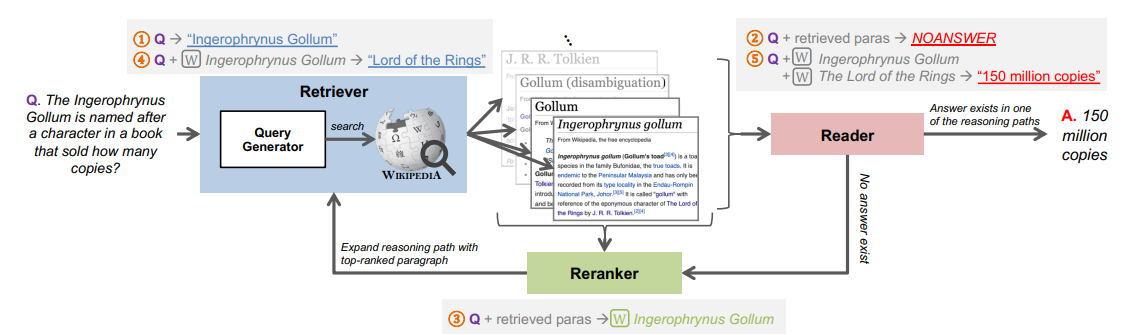 ① Q → "Ingerophrynus Gollum"
④ Q + W Ingerophrynus Gollum → "Lord of the Rings"
② Q + retrieved paras → NOANSWER
⑤ Q + W Ingerophrynus Gollum
+ W The Lord of the Rings → "150 million copies"
Q. The Ingerophrynus
Gollum is named after
a character in a book
that sold how many
copies?
Retriever
Query
Generator
search
WIKIPEDIA
J. R. R. Tolkien
Gollum (disambiguation)
Gollum
Ingerophrynus gollum
From Wikipedia, the free encyclopedia
Ingerophrynus gollum (Gollum's toad[3][4]) is a toa
species in the family Bufonidae, the true toads. It is
endemic to the Peninsular Malaysia and has only bee
recorded from its type locality in the Endau-Rompin
National Park, Johor.[3][5] It is called "gollum" with
reference of the eponymous character of The Lord of
the Rings by J. R. R. Tolkien.[2][4]
Reader
Answer exists in one
of the reasoning paths
A. 150
million
copies
No answer exist
Expand reasoning path with
top-ranked paragraph
Reranker
③ Q + retrieved paras → W Ingerophrynus Gollum